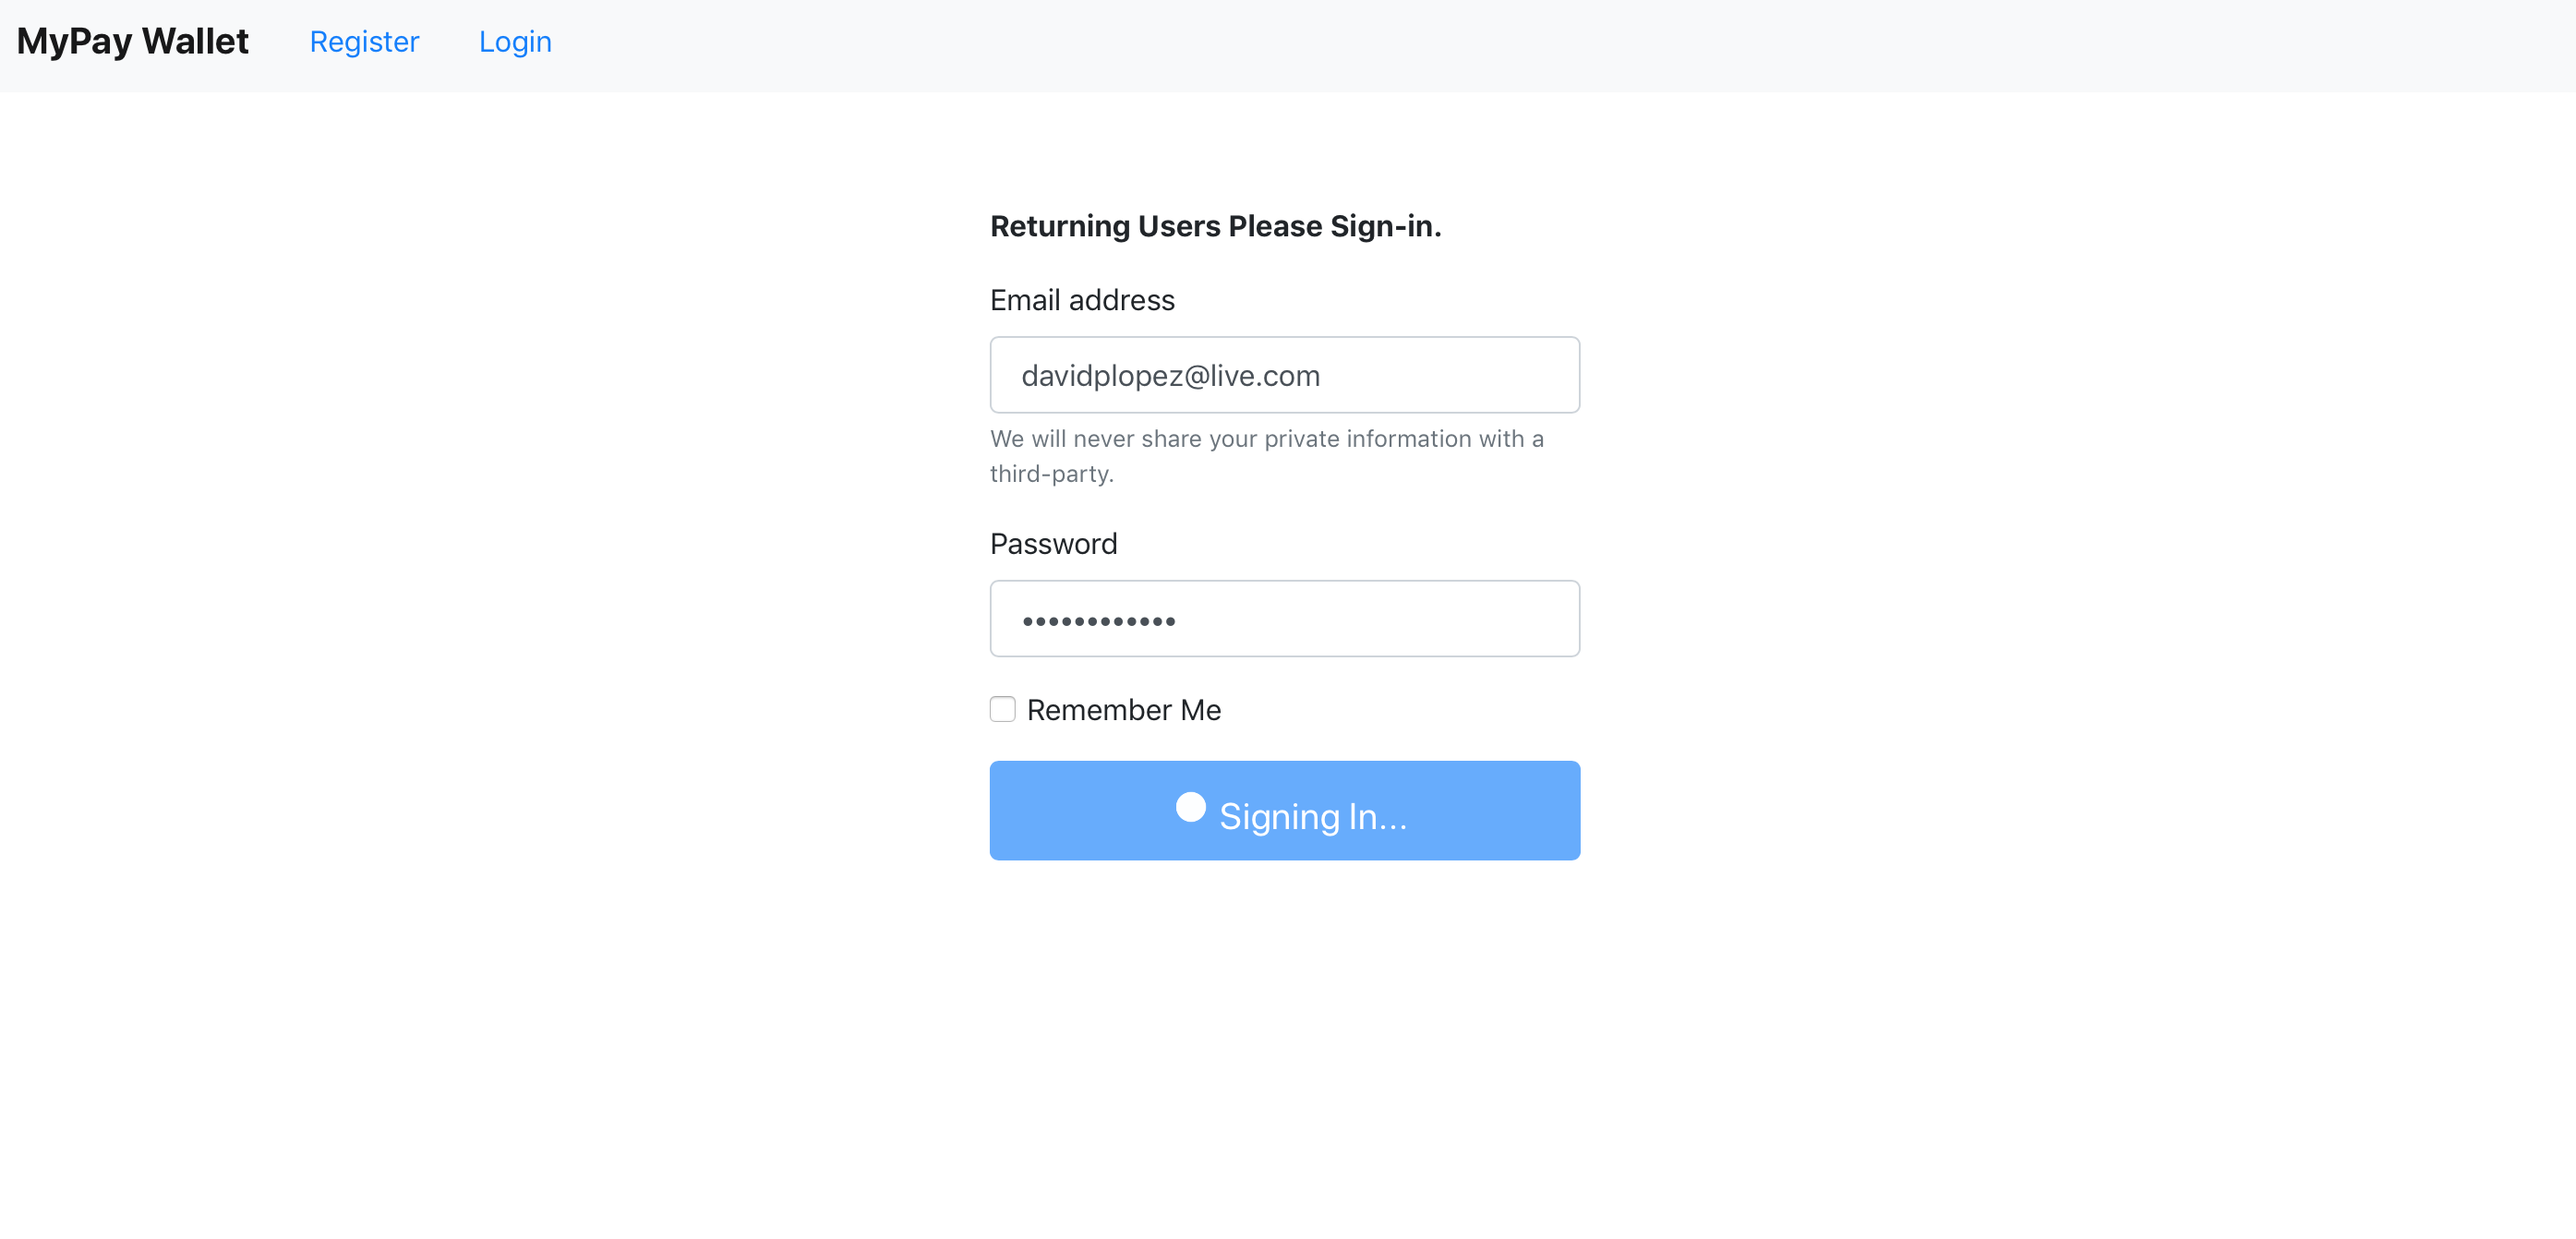 MyPay Wallet Register Login
Returning Users Please Sign-in.
Email address
davidplopez@live.com
We will never share your private information with a
third-party.
Password
••••••••••••
Remember Me
Signing In...